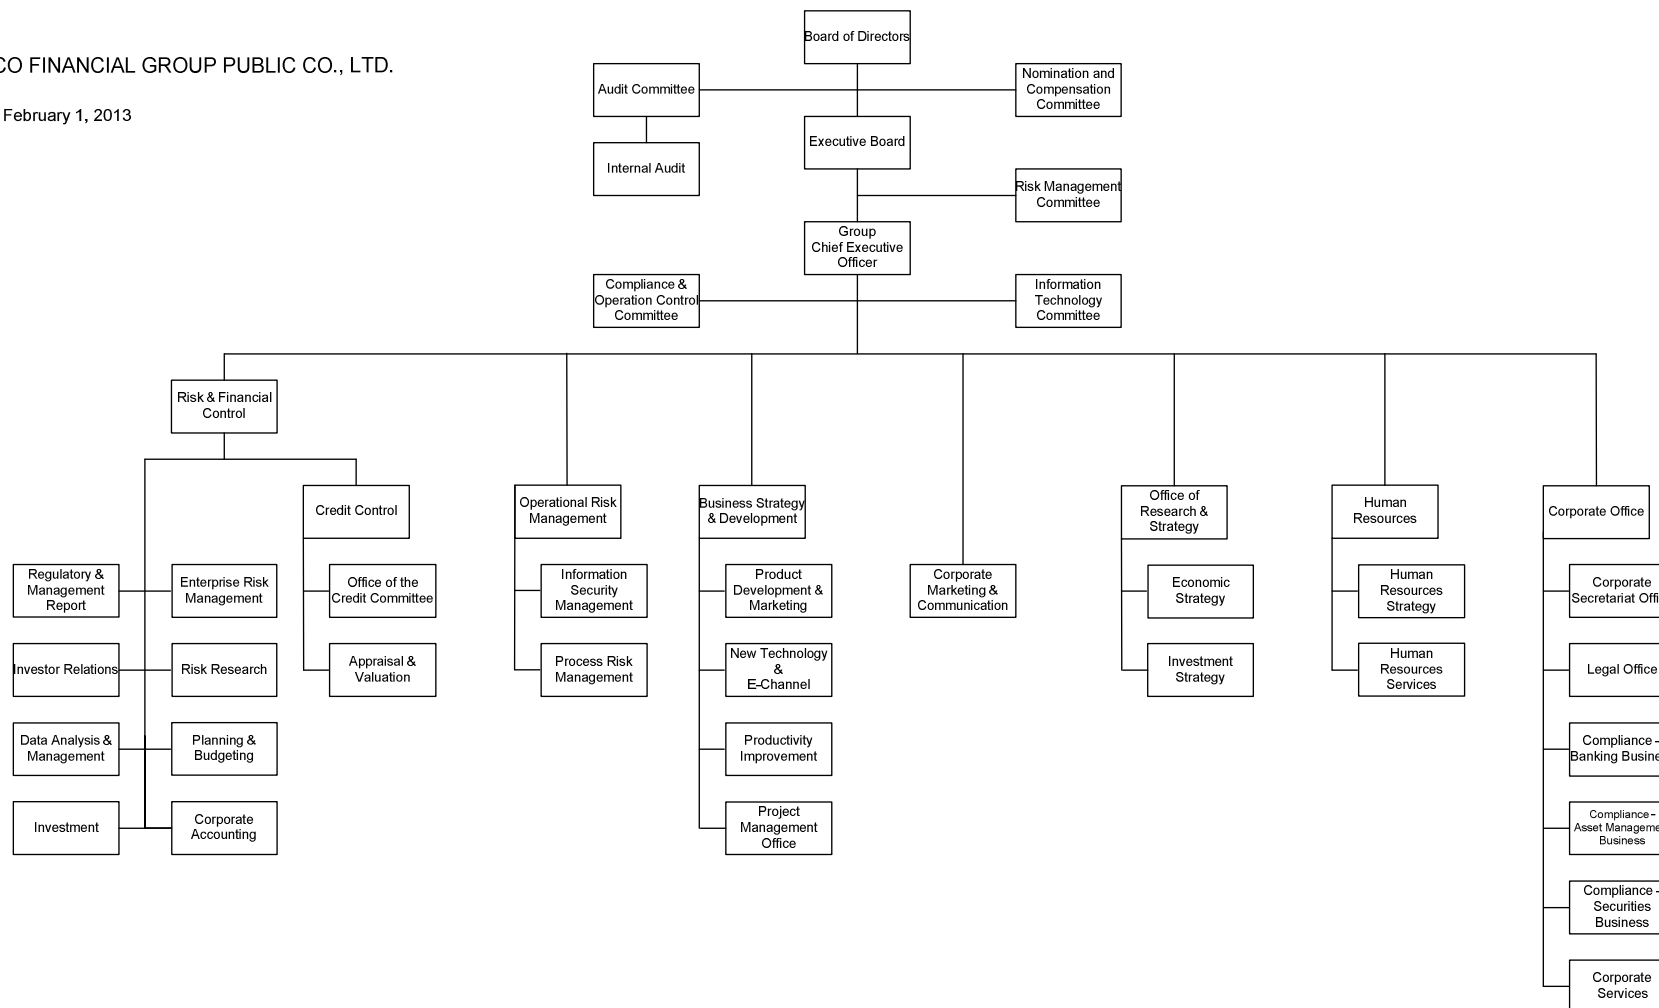 Board of Directors
CO FINANCIAL GROUP PUBLIC CO., LTD.
February 1, 2013
Audit Committee
Nomination and
Compensation
Committee
Executive Board
Internal Audit
Risk Management
Committee
Group
Chief Executive
Officer
Compliance &
Operation Control
Committee
Information
Technology
Committee
Risk & Financial
Control
Credit Control
Operational Risk
Management
Business Strategy
& Development
Office of
Research &
Strategy
Human
Resources
Corporate Office
Regulatory &
Management
Report
Enterprise Risk
Management
Office of the
Credit Committee
Information
Security
Management
Product
Development &
Marketing
Corporate
Marketing &
Communication
Economic
Strategy
Human
Resources
Strategy
Corporate
Secretariat Offi
Investor Relations
Risk Research
Appraisal &
Valuation
Process Risk
Management
New Technology
&
E-Channel
Investment
Strategy
Human
Resources
Services
Legal Office
Data Analysis &
Management
Planning &
Budgeting
Productivity
Improvement
Compliance –
Banking Busine
Investment
Corporate
Accounting
Project
Management
Office
Compliance –
Asset Manageme
Business
Compliance -
Securities
Business
Corporate
Services